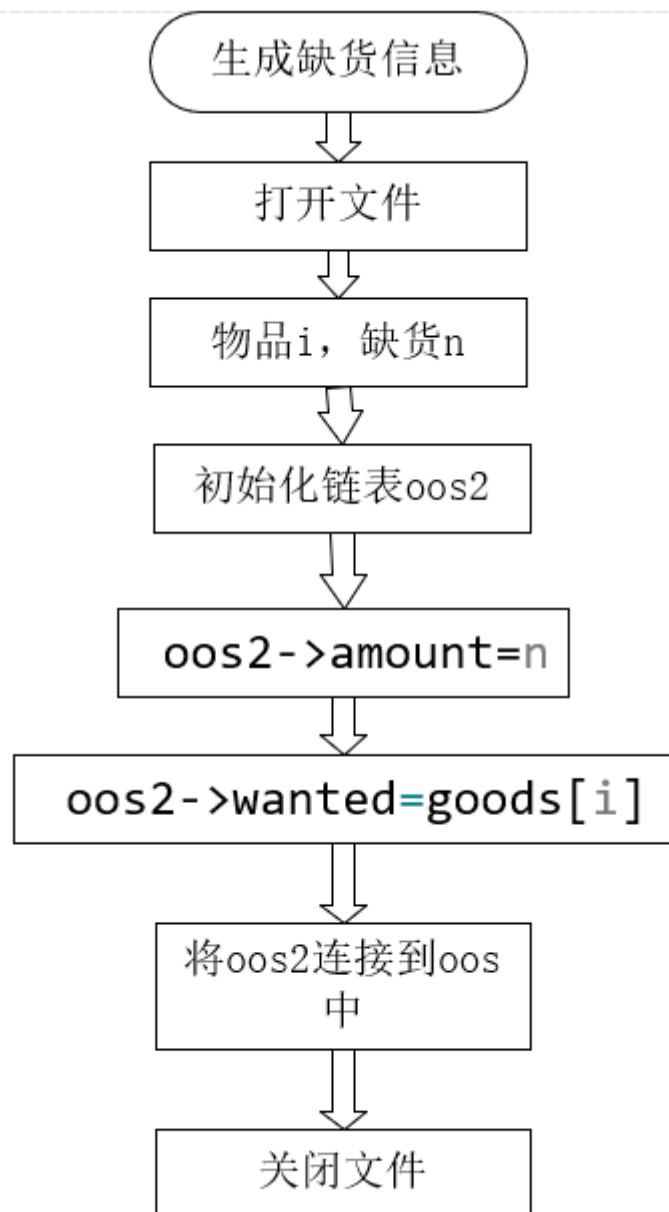 生成缺货信息
打开文件
物品i，缺货n
初始化链表oos2
oos2->amount=n
oos2->wanted=goods[i]
将oos2连接到oos
中
关闭文件